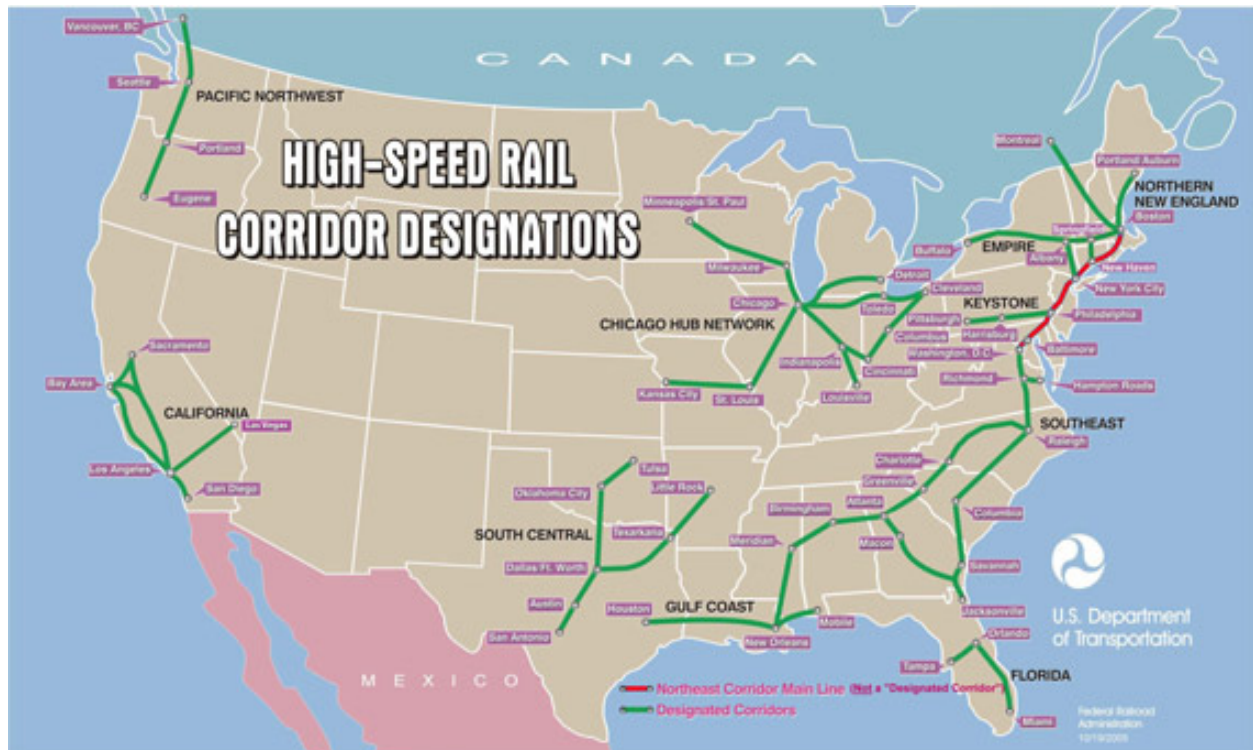 CANADA
Vancouver, BC
Seattle
PACIFIC NORTHWEST
Portland
Eugene
HIGH-SPEED RAIL
CORRIDOR DESIGNATIONS
Minneapolis/St. Paul
Milwaukee
Chicago
CHICAGO HUB NETWORK
Detroit
Cleveland
Toledo
Columbus
Indianapolis
Cincinnati
Kansas City
St. Louis
Louisville
Montreal
Portland Auburn
NORTHERN
NEW ENGLAND
Boston
Springfield
Buffalo
EMPIRE
Albany
New Haven
New York City
KEYSTONE
Pittsburgh
Harrisburg
Philadelphia
Washington, D.C
Baltimore
Richmond
Hampton Roads
SOUTHEAST
Raleigh
Charlotte
Greenville
Atlanta
Columbia
Birmingham
Macon
Meridian
Savannah
Jacksonville
Sacramento
Bay Area
CALIFORNIA
Las Vegas
Los Angeles
San Diego
Tulsa
Oklahoma City
Little Rock
SOUTH CENTRAL
Texarkana
Dallas/Ft. Worth
Austin
San Antonio
Houston
GULF COAST
Mobile
New Orleans
Orlando
Tampa
FLORIDA
Miami
MEXICO
U.S. Department
of Transportation
Northeast Corridor Main Line (Not a "Designated Corridor")
Designated Corridors
Federal Railroad
Administration
10/19/2005